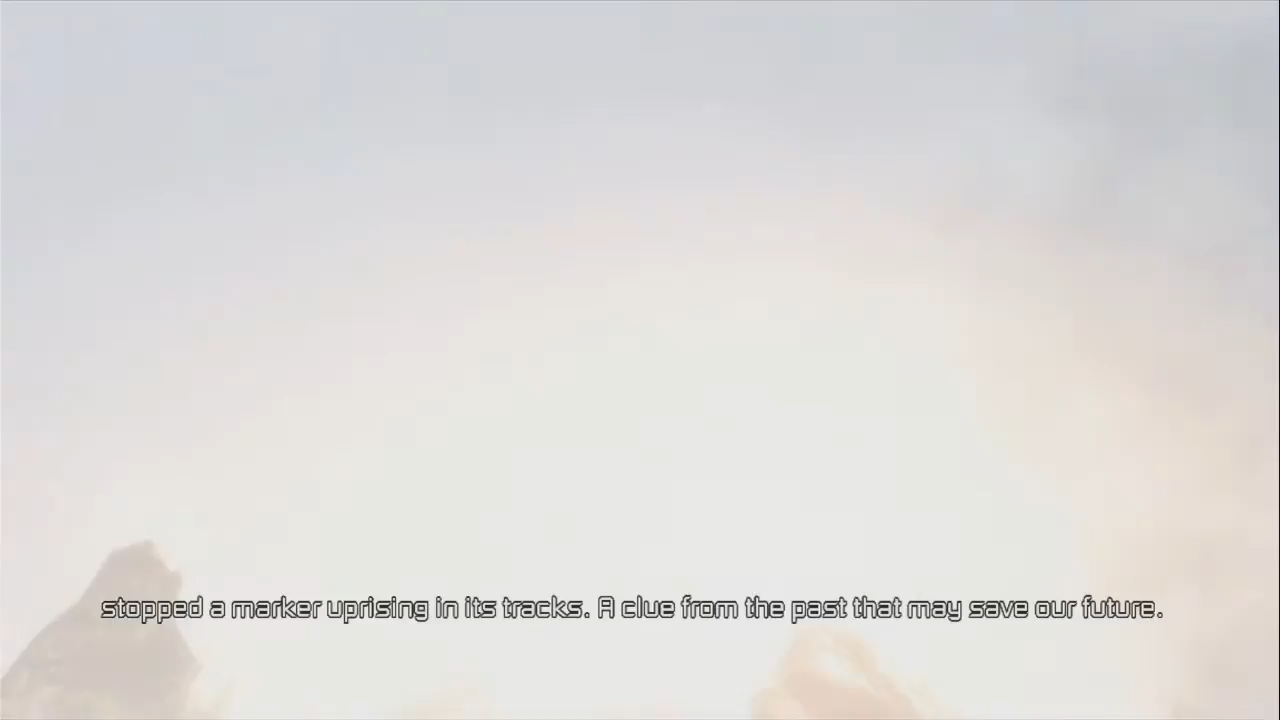 stopped a marker uprising in its tracks. A clue from the past that may save our future.